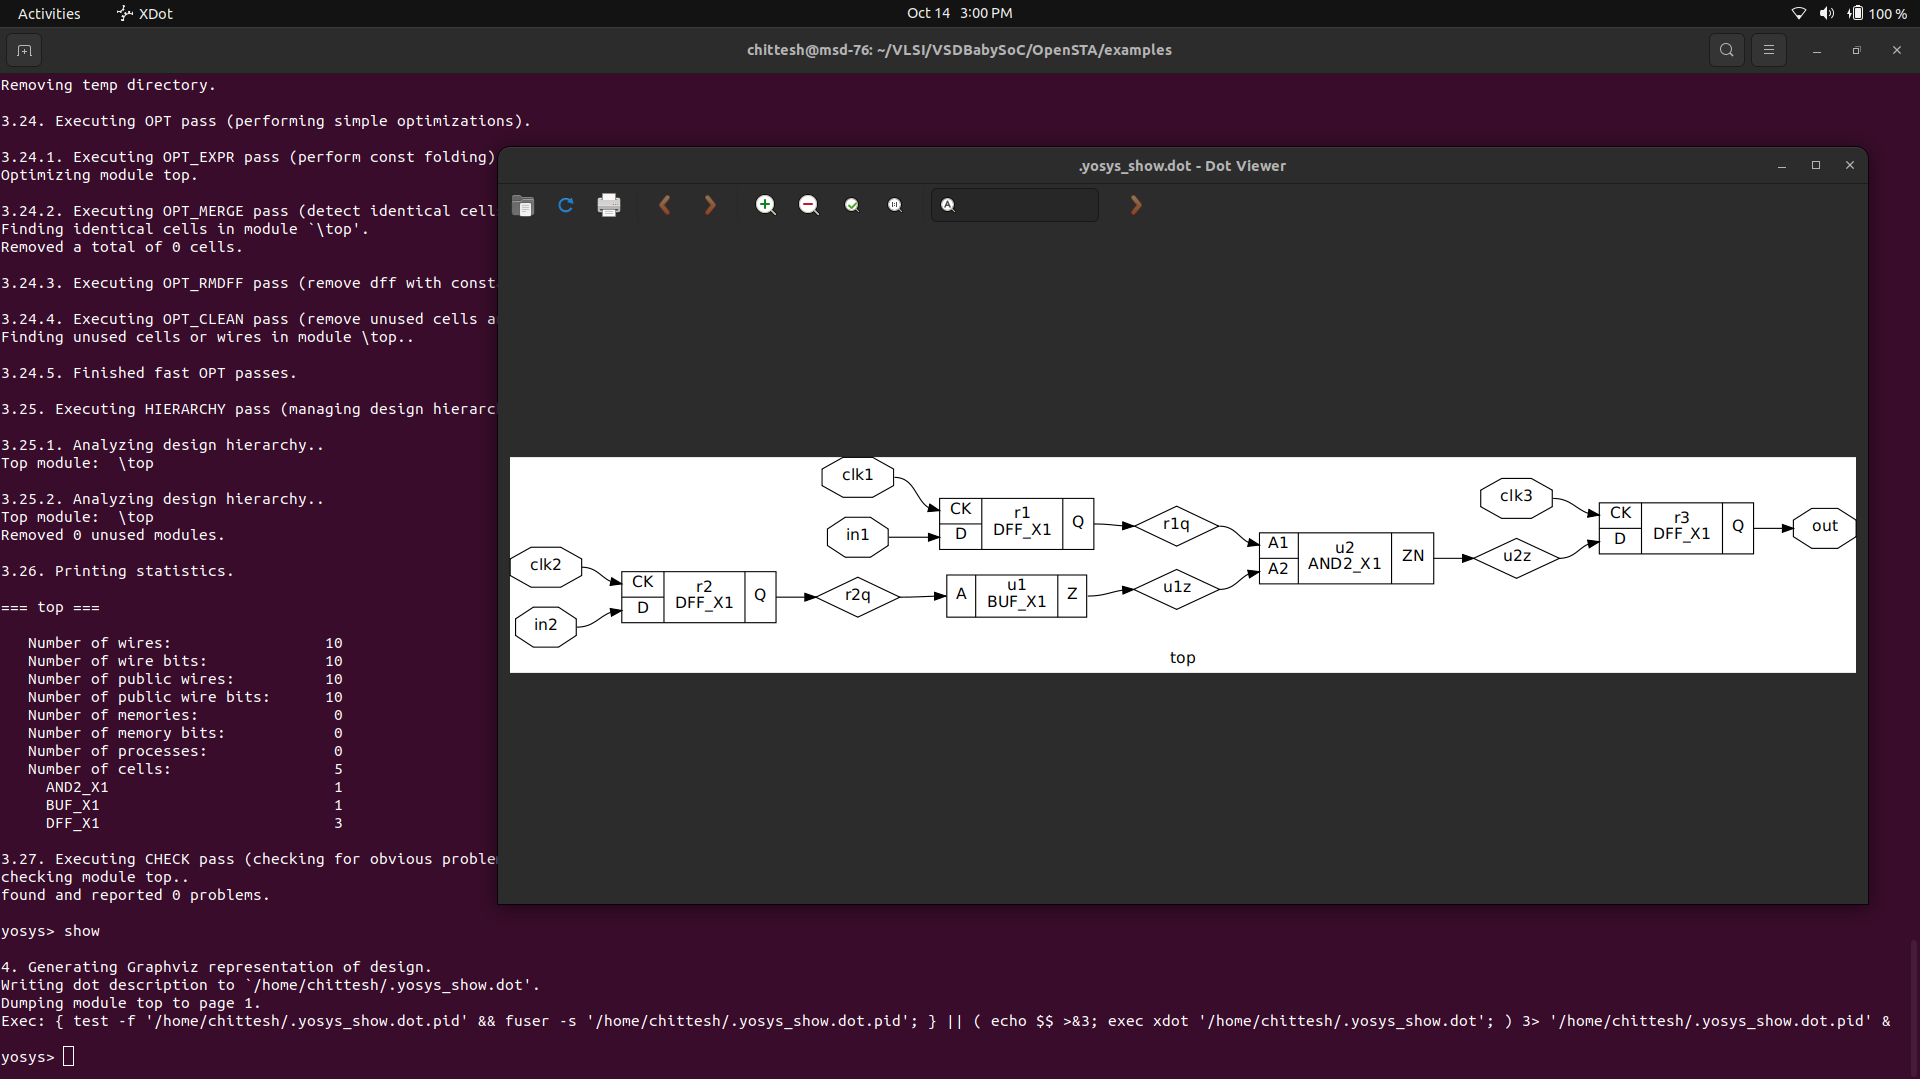 Activities XDot Oct 14 3:00 PM 100 %
chittesh@msd-76: ~/VLSI/VSDBabySoC/OpenSTA/examples
Removing temp directory.
3.24. Executing OPT pass (performing simple optimizations).
3.24.1. Executing OPT_EXPR pass (perform const folding)
Optimizing module top.
3.24.2. Executing OPT_MERGE pass (detect identical cell
Finding identical cells in module `\top'.
Removed a total of 0 cells.
3.24.3. Executing OPT_RMDFF pass (remove dff with const
3.24.4. Executing OPT_CLEAN pass (remove unused cells a
Finding unused cells or wires in module \top..
3.24.5. Finished fast OPT passes.
3.25. Executing HIERARCHY pass (managing design hierarc
3.25.1. Analyzing design hierarchy..
Top module:  \top
3.25.2. Analyzing design hierarchy..
Top module:  \top
Removed 0 unused modules.
3.26. Printing statistics.
=== top ===
Number of wires: 10
Number of wire bits: 10
Number of public wires: 10
Number of public wire bits: 10
Number of memories: 0
Number of memory bits: 0
Number of processes: 0
Number of cells: 5
AND2_X1 1
BUF_X1 1
DFF_X1 3
3.27. Executing CHECK pass (checking for obvious proble
checking module top..
found and reported 0 problems.
yosys> show
4. Generating Graphviz representation of design.
Writing dot description to `/home/chittesh/.yosys_show.dot'.
Dumping module top to page 1.
Exec: { test -f '/home/chittesh/.yosys_show.dot.pid' && fuser -s '/home/chittesh/.yosys_show.dot.pid'; } || ( echo $$ >&3; exec xdot '/home/chittesh/.yosys_show.dot'; ) 3> '/home/chittesh/.yosys_show.dot.pid' &
yosys>
.yosys_show.dot - Dot Viewer
clk2
in2
CK
D
r2
DFF_X1
Q
r2q
clk1
in1
CK
D
r1
DFF_X1
Q
A
u1
BUF_X1
Z
r1q
u1z
A1
A2
u2
AND2_X1
ZN
u2z
clk3
CK
D
r3
DFF_X1
Q
out
top